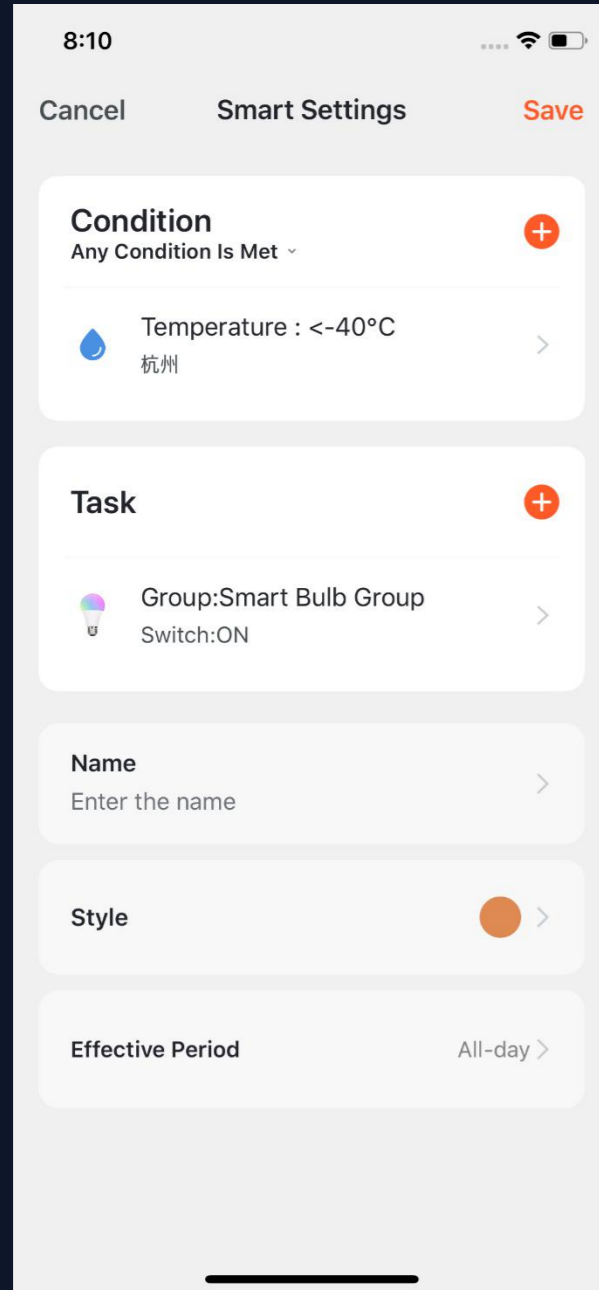 8:10
Cancel Smart Settings Save
Condition
Any Condition Is Met
Temperature : <-40°C
杭州
Task
Group:Smart Bulb Group
Switch:ON
Name
Enter the name
Style
Effective Period All-day